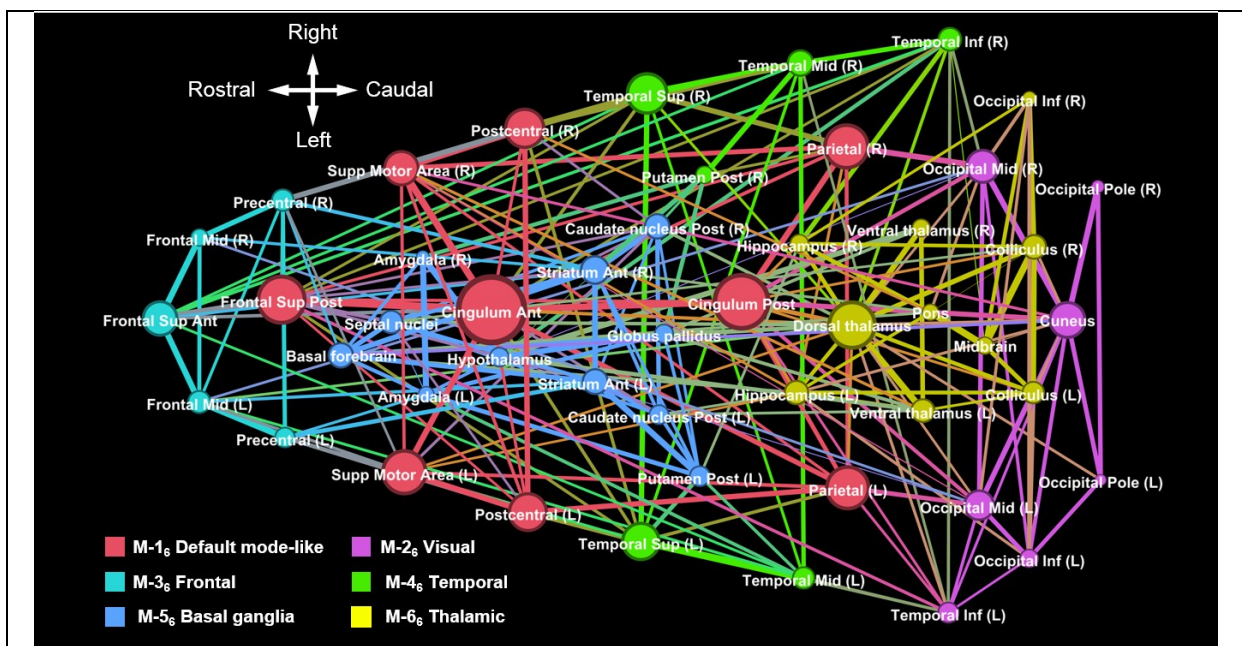 Right
Rostral Caudal
Left
Temporal Inf (R)
Temporal Mid (R)
Temporal Sup (R)
Occipital Inf (R)
Postcentral (R)
Parietal (R)
Supp Motor Area (R)
Occipital Mid (R)
Putamen Post (R)
Occipital Pole (R)
Precentral (R)
Caudate nucleus Post (R)
Ventral thalamus (R)
Frontal Mid (R)
Hippocampus (R)
Colliculus (R)
Amygdala (R)
Striatum Ant (R)
Frontal Sup Post
Cingulum Ant
Cingulum Post
Frontal Sup Ant
Septal nuclei
Dorsal thalamus
Pons
Cuneus
Globus pallidus
Midbrain
Basal forebrain
Hypothalamus
Striatum Ant (L)
Hippocampus (L)
Colliculus (L)
Amygdala (L)
Frontal Mid (L)
Caudate nucleus Post (L)
Ventral thalamus (L)
Precentral (L)
Supp Motor Area (L)
Putamen Post (L)
Occipital Pole (L)
Parietal (L)
Occipital Mid (L)
Postcentral (L)
Temporal Sup (L)
Occipital Inf (L)
Temporal Mid (L)
Temporal Inf (L)
M-1₆ Default mode-like
M-2₆ Visual
M-3₆ Frontal
M-4₆ Temporal
M-5₆ Basal ganglia
M-6₆ Thalamic